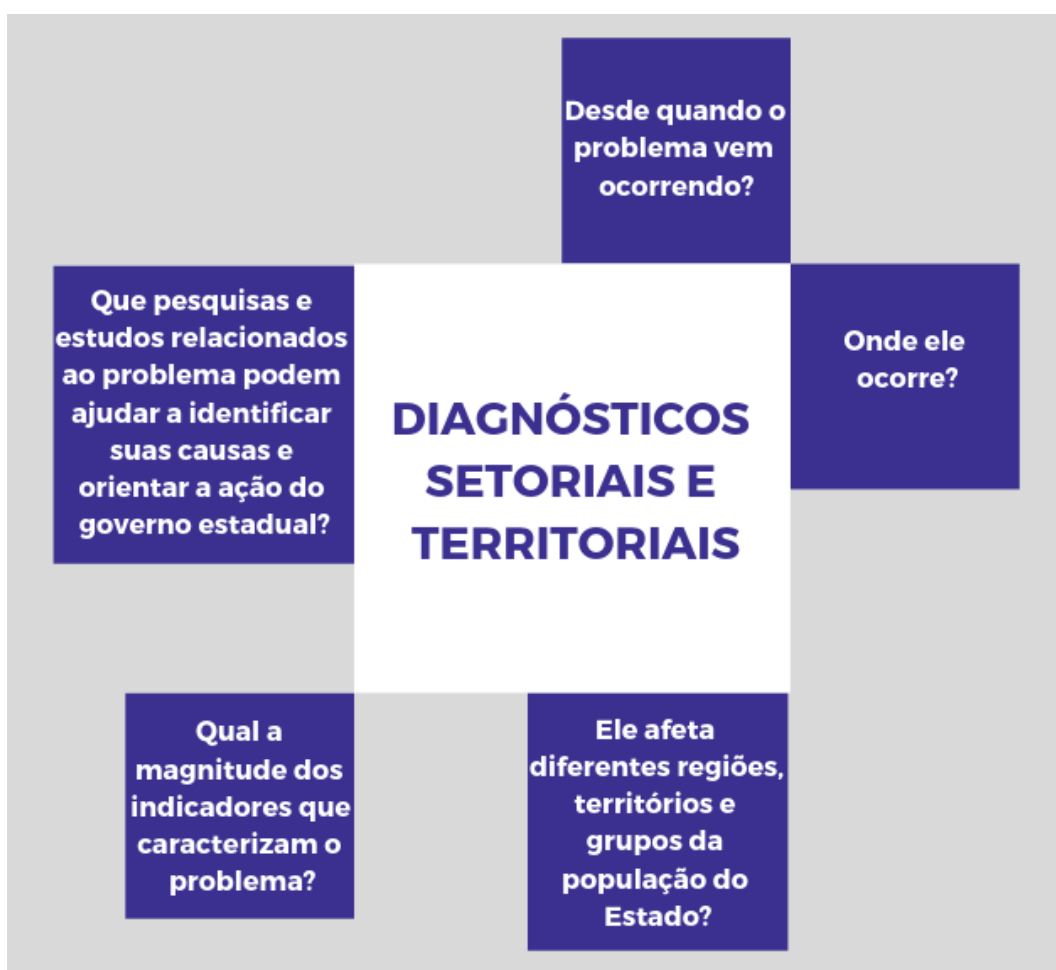 Desde quando o
problema vem
ocorrendo?
Onde ele
ocorre?
Que pesquisas e
estudos relacionados
ao problema podem
ajudar a identificar
suas causas e
orientar a ação do
governo estadual?
DIAGNÓSTICOS
SETORIAIS E
TERRITORIAIS
Qual a
magnitude dos
indicadores que
caracterizam o
problema?
Ele afeta
diferentes regiões,
territórios e
grupos da
população do
Estado?